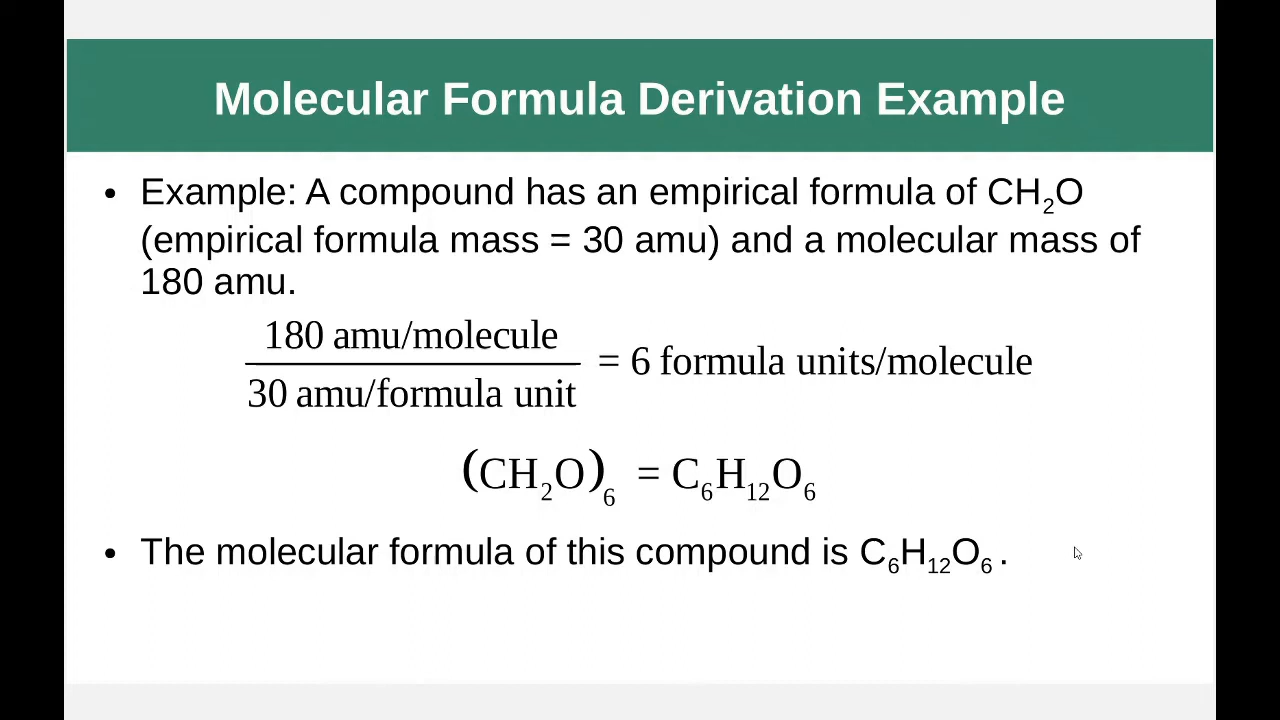 Molecular Formula Derivation Example
• Example: A compound has an empirical formula of CH₂O
(empirical formula mass = 30 amu) and a molecular mass of
180 amu.
180 amu/molecule
30 amu/formula unit
= 6 formula units/molecule
(CH₂O)₆ = C₆H₁₂O₆
• The molecular formula of this compound is C₆H₁₂O₆ .